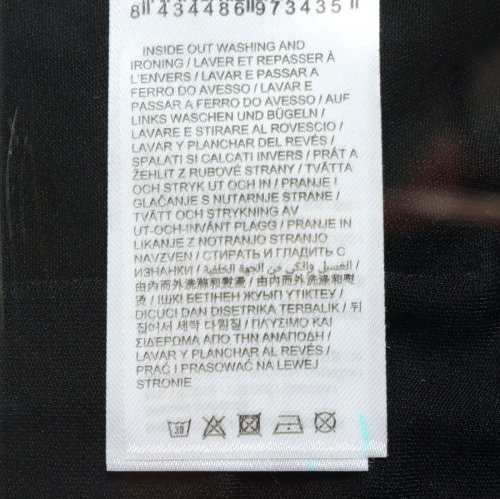 8 434486 973435
INSIDE OUT WASHING AND
IRONING / LAVER ET REPASSER À
L'ENVERS / LAVAR E PASSAR A
FERRO DO AVESSO / LAVAR E
PASSAR A FERRO DO AVESSO / AUF
LINKS WASCHEN UND BÜGELN /
LAVARE E STIRARE AL ROVESCIO /
LAVAR Y PLANCHAR DEL REVÉS /
SPALATI SI CALCATI INVERS / PRÁT A
ŽEHLIT Z RUBOVÉ STRANY / TVÄTTA
OCH STRYK UT OCH IN / PRANJE I
GLAČANJE S NUTARNJE STRANE /
TVÄTT OCH STRYKNING AV
UT-OCH-INVÄNT PLAGG / PRANJE IN
LIKANJE Z NOTRANJO STRANJO
NAVZVEN / СТИРАТЬ И ГЛАДИТЬ С
ИЗНАНКИ / الغسيل والكي من الجهة الخلفية /
由内而外洗滌和熨燙 / 由内而外洗涤和熨
烫 / ІШКІ БЕТІНЕН ЖУЫП ҮТІКТЕУ /
DICUCI DAN DISETRIKA TERBALIK / 뒤
집어서 세탁 다림질 / ΠΛΥΣΙΜΟ ΚΑΙ
ΣΙΔΕΡΩΜΑ ΑΠΟ ΤΗΝ ΑΝΑΠΟΔΗ /
LAVAR Y PLANCHAR AL REVÉS /
PRAĆ I PRASOWAĆ NA LEWEJ
STRONIE
30